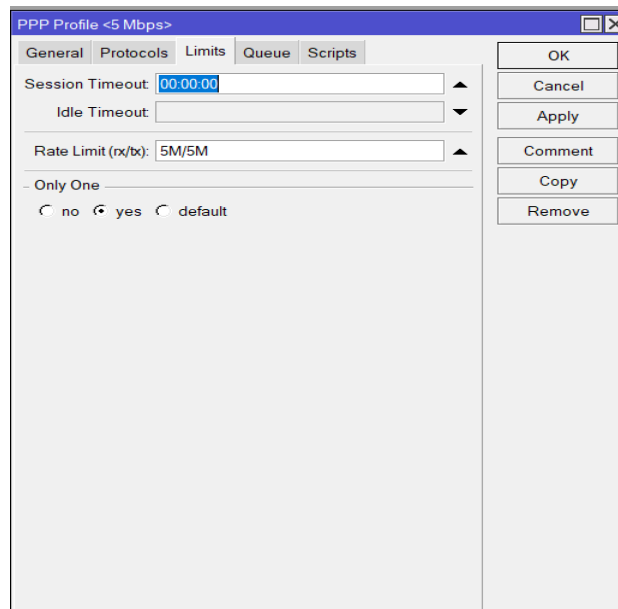 PPP Profile <5 Mbps>
General Protocols Limits Queue Scripts
Session Timeout: 00:00:00
Idle Timeout:
Rate Limit (rx/tx): 5M/5M
Only One
no yes default
OK
Cancel
Apply
Comment
Copy
Remove